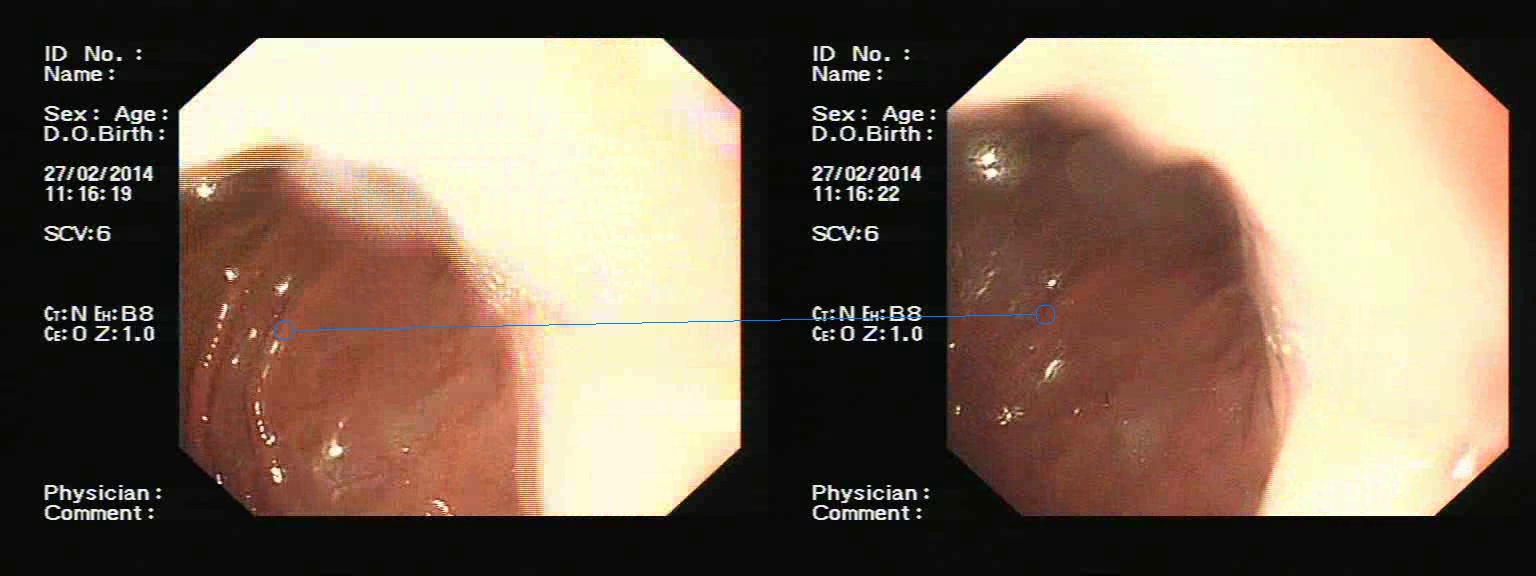 ID No. :
Name:
Sex: Age:
D.O.Birth:
27/02/2014
11:16:19
SCV:6
CT:N EH:B8
CE:0 Z:1.0
Physician:
Comment:
ID No. :
Name:
Sex: Age:
D.O.Birth:
27/02/2014
11:16:22
SCV:6
CT:N EH:B8
CE:0 Z:1.0
Physician:
Comment: